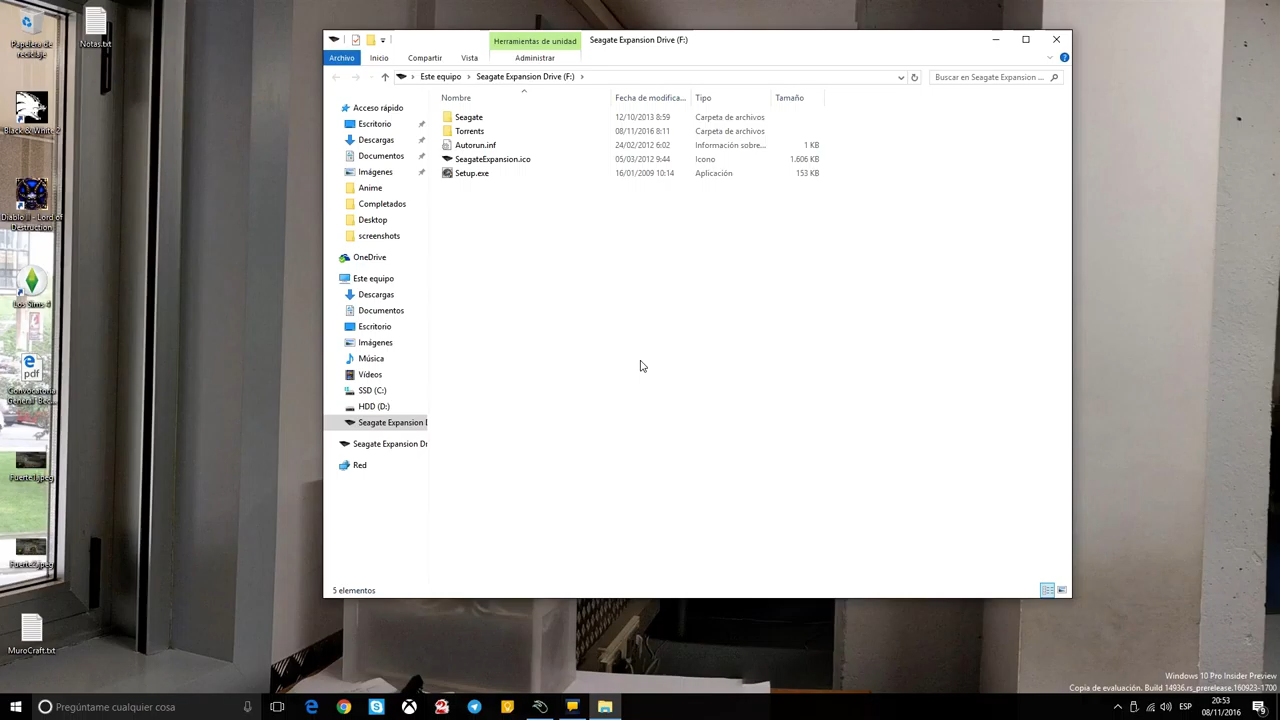 Papelera de
reciclaje
Notas.txt
Black & White 2
Diablo II - Lord of
Destruction
Los Sims 4
pdf
Convocatoria
General Bec...
Fuerte1.jpeg
Fuerte2.jpeg
MuroCraft.txt
Herramientas de unidad
Seagate Expansion Drive (F:)
Archivo
Inicio
Compartir
Vista
Administrar
Este equipo
Seagate Expansion Drive (F:)
Buscar en Seagate Expansion ...
Acceso rápido
Escritorio
Descargas
Documentos
Imágenes
Anime
Completados
Desktop
screenshots
OneDrive
Este equipo
Descargas
Documentos
Escritorio
Imágenes
Música
Vídeos
SSD (C:)
HDD (D:)
Seagate Expansion D
Seagate Expansion Dri
Red
Nombre Fecha de modifica... Tipo Tamaño
Seagate 12/10/2013 8:59 Carpeta de archivos
Torrents 08/11/2016 8:11 Carpeta de archivos
Autorun.inf 24/02/2012 6:02 Información sobre... 1 KB
SeagateExpansion.ico 05/03/2012 9:44 Icono 1.606 KB
Setup.exe 16/01/2009 10:14 Aplicación 153 KB
5 elementos
Windows 10 Pro Insider Preview
Copia de evaluación. Build 14936.rs_prerelease.160923-1700
Pregúntame cualquier cosa
ESP
20:53
08/11/2016